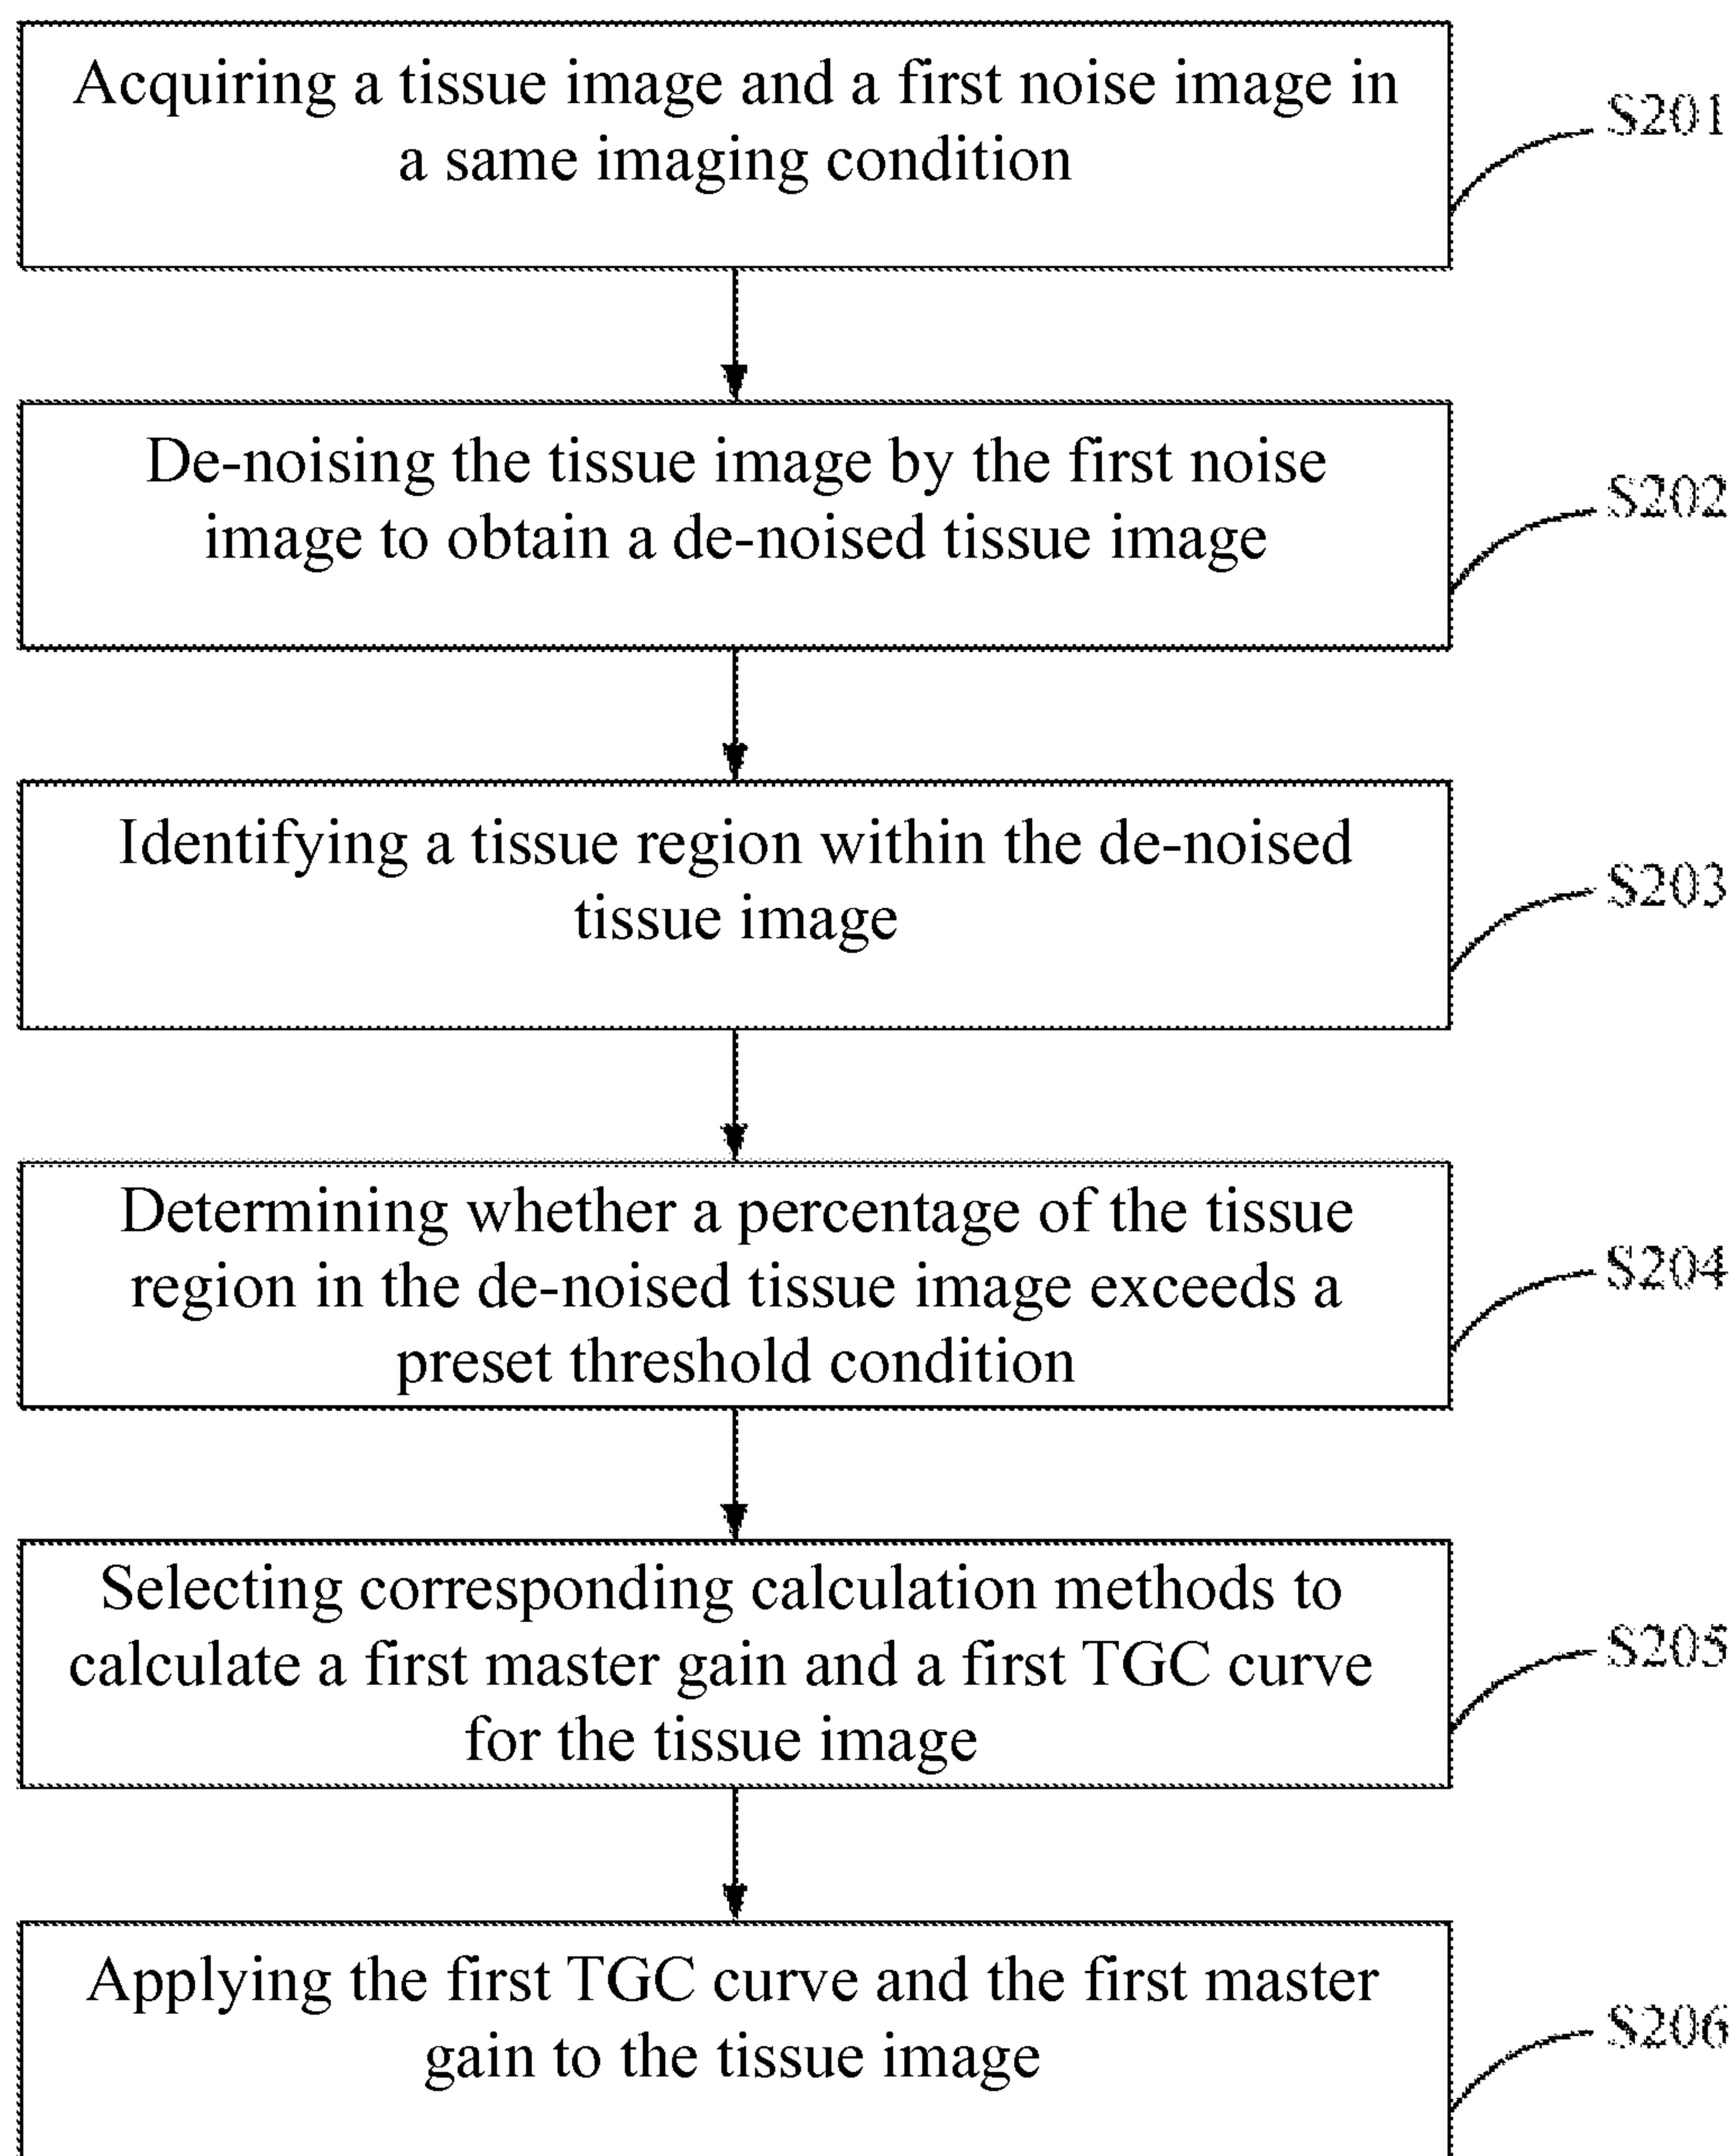 Acquiring a tissue image and a first noise image in
a same imaging condition
S201
De-noising the tissue image by the first noise
image to obtain a de-noised tissue image
S202
Identifying a tissue region within the de-noised
tissue image
S203
Determining whether a percentage of the tissue
region in the de-noised tissue image exceeds a
preset threshold condition
S204
Selecting corresponding calculation methods to
calculate a first master gain and a first TGC curve
for the tissue image
S205
Applying the first TGC curve and the first master
gain to the tissue image
S206